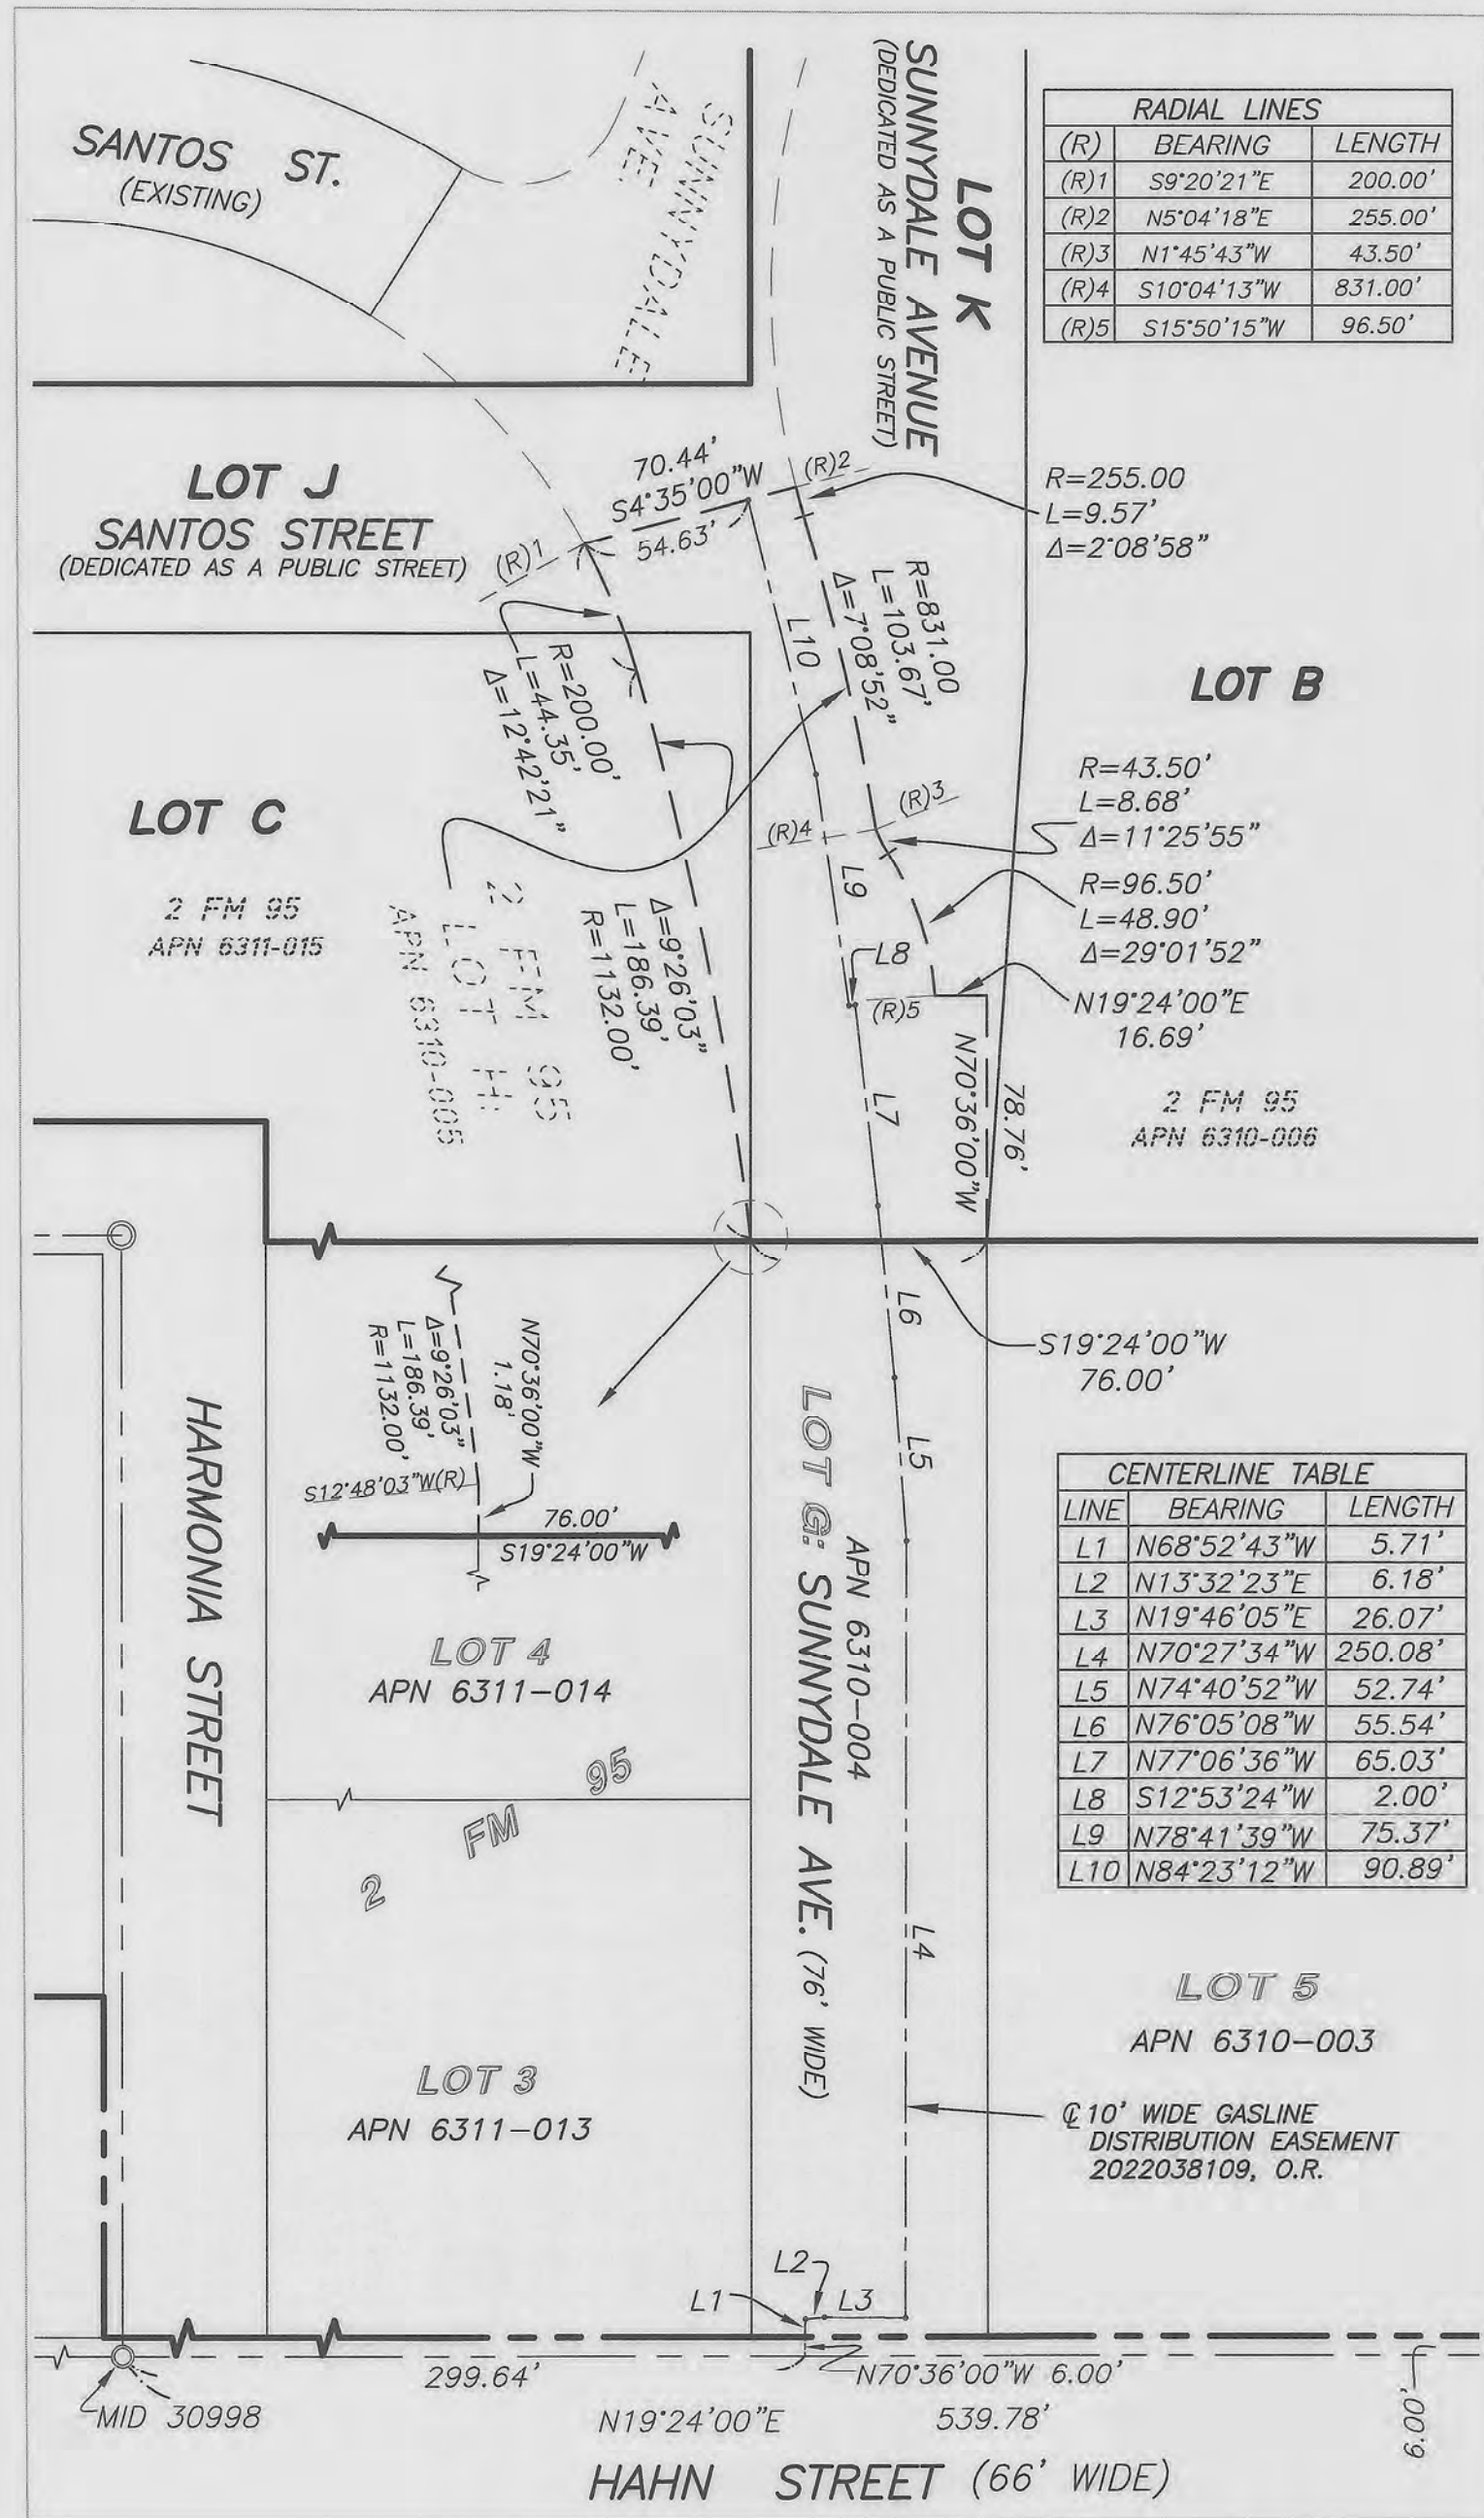 SANTOS ST.
(EXISTING)
SUNNYDALE
AVE.
SUNNYDALE AVENUE
(DEDICATED AS A PUBLIC STREET)
LOT K
RADIAL LINES
(R) BEARING LENGTH
(R)1 S9°20'21"E 200.00'
(R)2 N5°04'18"E 255.00'
(R)3 N1°45'43"W 43.50'
(R)4 S10°04'13"W 831.00'
(R)5 S15°50'15"W 96.50'
LOT J
SANTOS STREET
(DEDICATED AS A PUBLIC STREET)
70.44'
S4°35'00"W
54.63'
(R)1
(R)2
R=255.00
L=9.57'
Δ=2°08'58"
R=831.00
L=103.67'
Δ=7°08'52"
L10
R=200.00'
L=44.35'
Δ=12°42'21"
LOT B
LOT C
2 FM 95
APN 6311-015
R=43.50'
L=8.68'
Δ=11°25'55"
(R)3
(R)4
R=96.50'
L=48.90'
Δ=29°01'52"
L9
L8
(R)5
N19°24'00"E
16.69'
2 FM 95
LOT H:
APN 6310-005
Δ=9°26'03"
L=186.39'
R=1132.00'
L7
N70°36'00"W
78.76'
2 FM 95
APN 6310-006
L6
S19°24'00"W
76.00'
N70°36'00"W
1.18'
Δ=9°26'03"
L=186.39'
R=1132.00'
S12°48'03"W(R)
76.00'
S19°24'00"W
HARMONIA STREET
L5
LOT G: SUNNYDALE AVE. (76' WIDE)
APN 6310-004
CENTERLINE TABLE
LINE BEARING LENGTH
L1 N68°52'43"W 5.71'
L2 N13°32'23"E 6.18'
L3 N19°46'05"E 26.07'
L4 N70°27'34"W 250.08'
L5 N74°40'52"W 52.74'
L6 N76°05'08"W 55.54'
L7 N77°06'36"W 65.03'
L8 S12°53'24"W 2.00'
L9 N78°41'39"W 75.37'
L10 N84°23'12"W 90.89'
LOT 4
APN 6311-014
2 FM 95
L4
LOT 5
APN 6310-003
LOT 3
APN 6311-013
℄ 10' WIDE GASLINE
DISTRIBUTION EASEMENT
2022038109, O.R.
L2
L1
L3
299.64'
N70°36'00"W 6.00'
MID 30998
N19°24'00"E
539.78'
6.00'
HAHN STREET (66' WIDE)